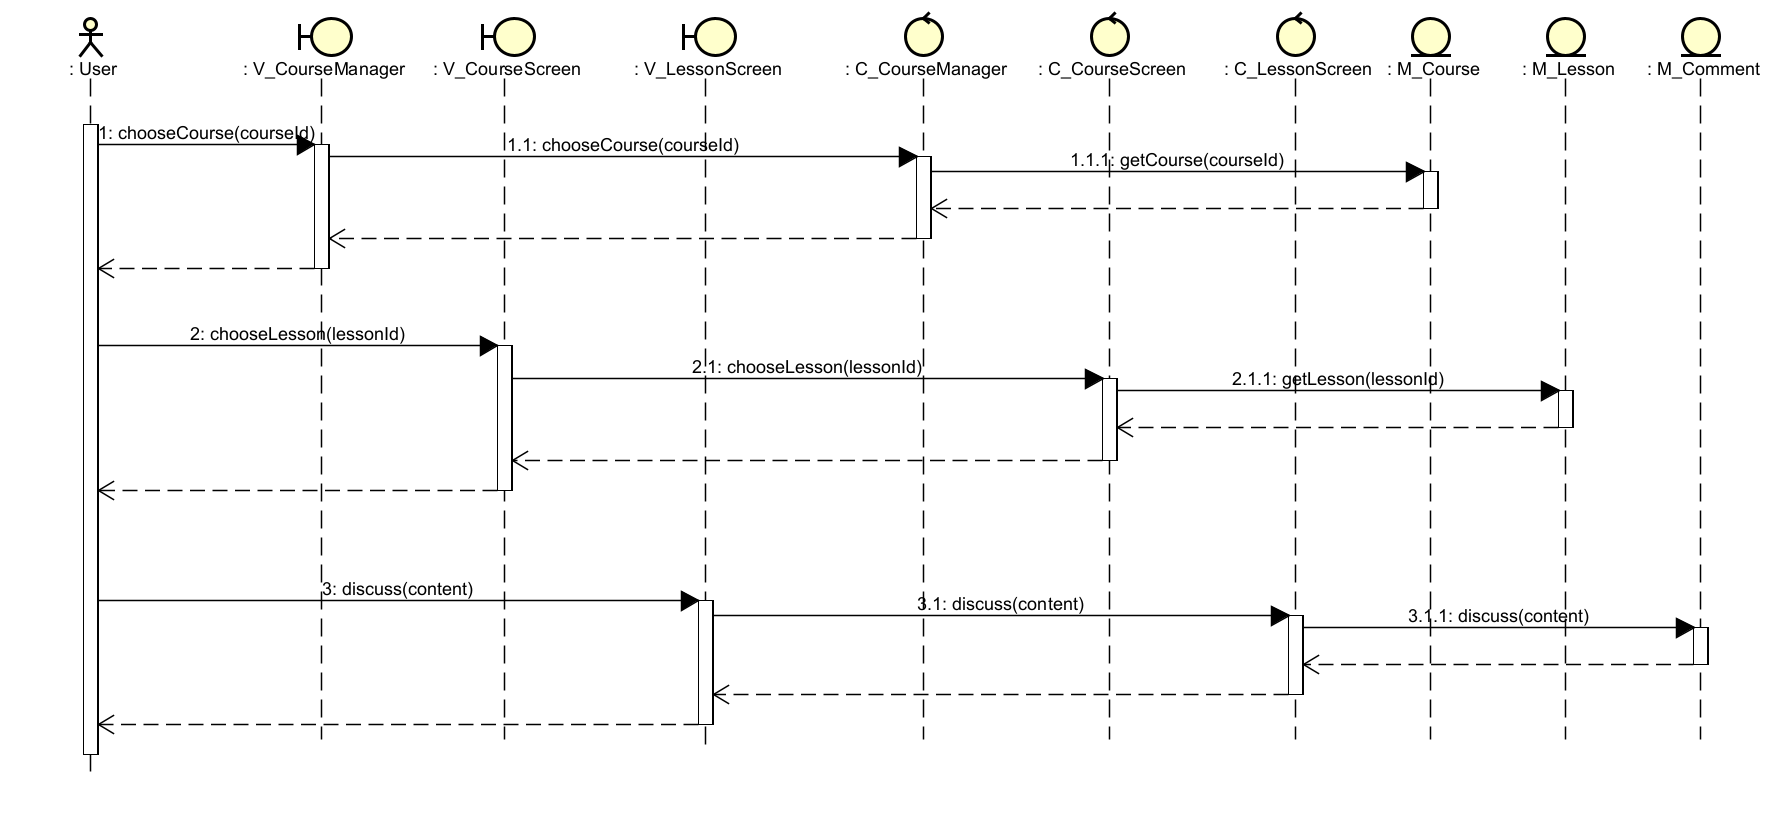 : User
: V_CourseManager
: V_CourseScreen
: V_LessonScreen
: C_CourseManager
: C_CourseScreen
: C_LessonScreen
: M_Course
: M_Lesson
: M_Comment
1: chooseCourse(courseId)
1.1: chooseCourse(courseId)
1.1.1: getCourse(courseId)
2: chooseLesson(lessonId)
2.1: chooseLesson(lessonId)
2.1.1: getLesson(lessonId)
3: discuss(content)
3.1: discuss(content)
3.1.1: discuss(content)